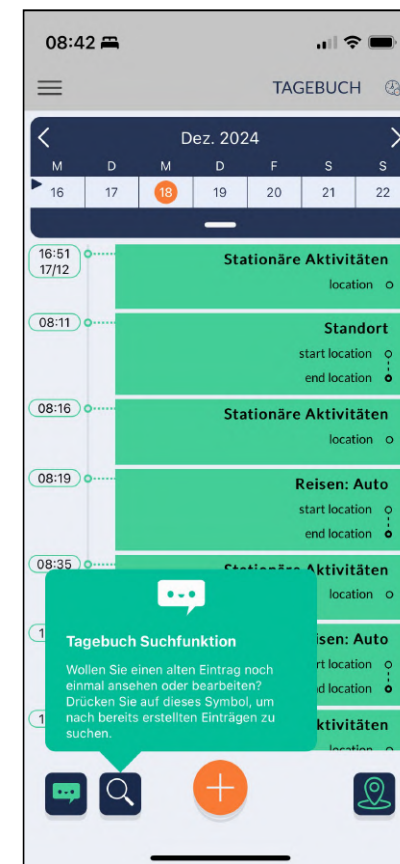 08:42
TAGEBUCH
Dez. 2024
M D M D F S S
16 17 18 19 20 21 22
16:51
17/12
Stationäre Aktivitäten
location
08:11
Standort
start location
end location
08:16
Stationäre Aktivitäten
location
08:19
Reisen: Auto
start location
end location
08:35
Stationäre Aktivitäten
location
Auto
location
location
Tagebuch Suchfunktion
Wollen Sie einen alten Eintrag noch
einmal ansehen oder bearbeiten?
Drücken Sie auf dieses Symbol, um
nach bereits erstellten Einträgen zu
suchen.
location